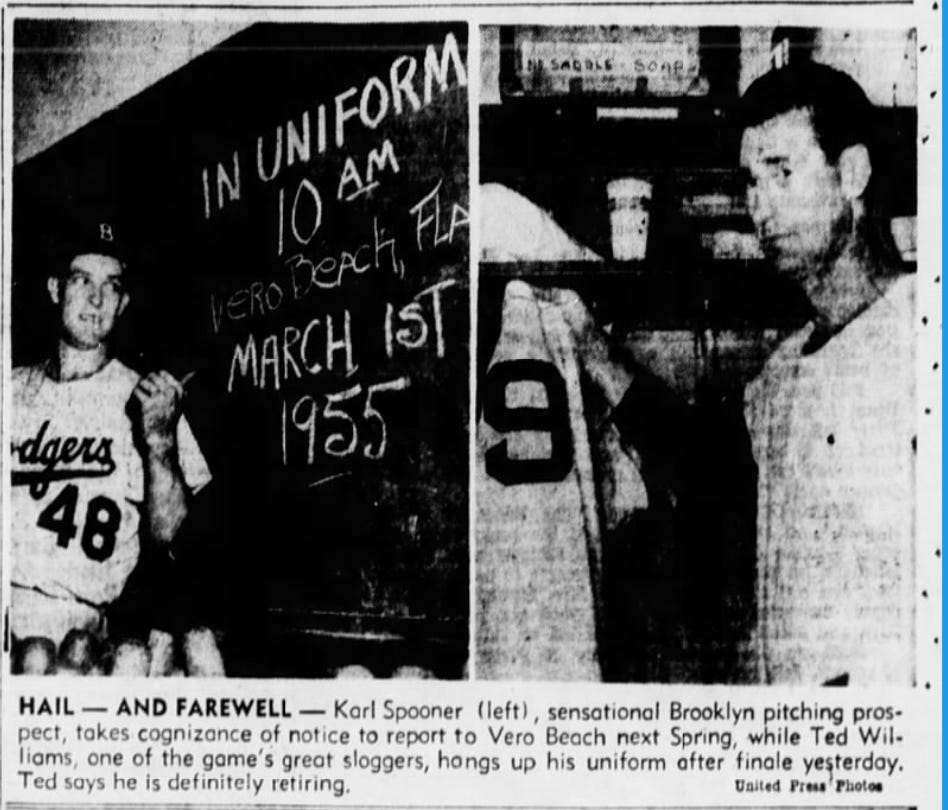 IN UNIFORM
10 AM
VERO BEACH, FLA
MARCH 1ST
1955
B
dgers
48
SADDLE SOAP
9
HAIL — AND FAREWELL — Karl Spooner (left), sensational Brooklyn pitching pros-
pect, takes cognizance of notice to report to Vero Beach next Spring, while Ted Wil-
liams, one of the game's great sloggers, hangs up his uniform after finale yesterday.
Ted says he is definitely retiring.
United Press Photos